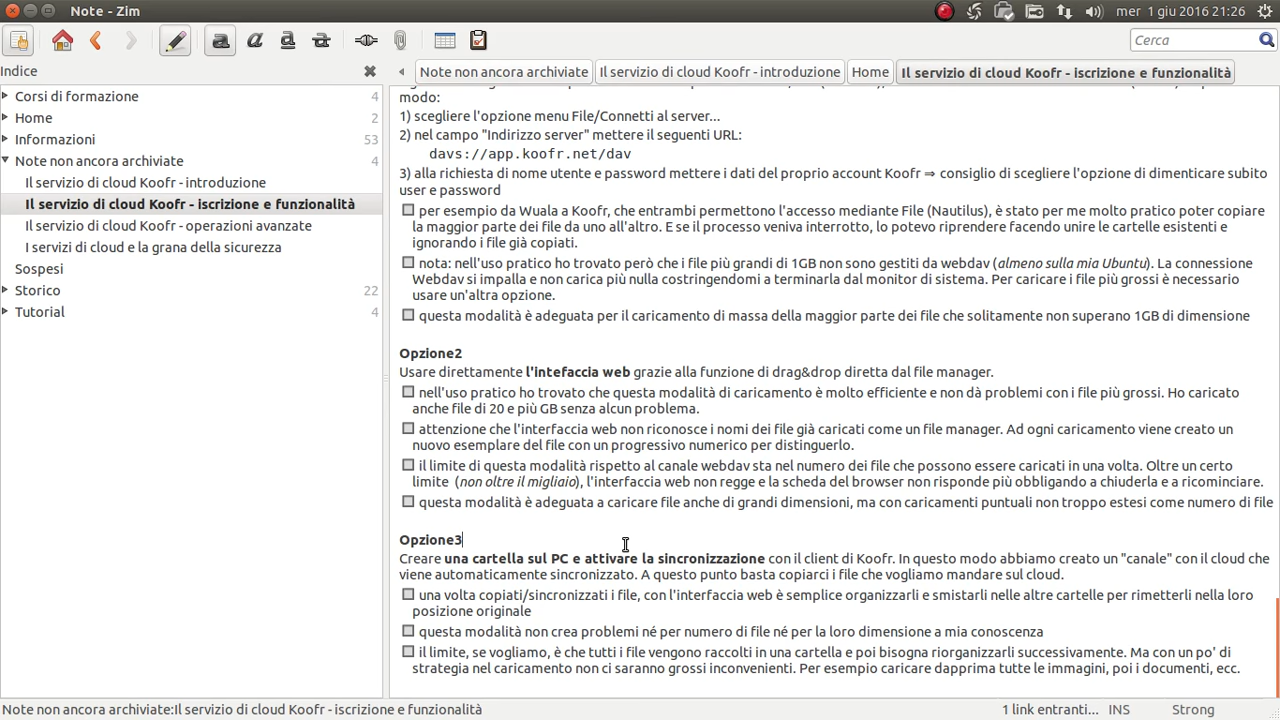 Note - Zim
mer 1 giu 2016 21:26
Cerca
Indice
Note non ancora archiviate
Il servizio di cloud Koofr - introduzione
Home
Il servizio di cloud Koofr - iscrizione e funzionalità
Corsi di formazione 4
Home 2
Informazioni 53
Note non ancora archiviate 4
Il servizio di cloud Koofr - introduzione
Il servizio di cloud Koofr - iscrizione e funzionalità
Il servizio di cloud Koofr - operazioni avanzate
I servizi di cloud e la grana della sicurezza
Sospesi
Storico 22
Tutorial 4
modo:
1) scegliere l'opzione menu File/Connetti al server...
2) nel campo "Indirizzo server" mettere il seguenti URL:
davs://app.koofr.net/dav
3) alla richiesta di nome utente e password mettere i dati del proprio account Koofr ⇒ consiglio di scegliere l'opzione di dimenticare subito
user e password
per esempio da Wuala a Koofr, che entrambi permettono l'accesso mediante File (Nautilus), è stato per me molto pratico poter copiare
la maggior parte dei file da uno all'altro. E se il processo veniva interrotto, lo potevo riprendere facendo unire le cartelle esistenti e
ignorando i file già copiati.
nota: nell'uso pratico ho trovato però che i file più grandi di 1GB non sono gestiti da webdav (almeno sulla mia Ubuntu). La connessione
Webdav si impalla e non carica più nulla costringendomi a terminarla dal monitor di sistema. Per caricare i file più grossi è necessario
usare un'altra opzione.
questa modalità è adeguata per il caricamento di massa della maggior parte dei file che solitamente non superano 1GB di dimensione
Opzione2
Usare direttamente l'intefaccia web grazie alla funzione di drag&drop diretta dal file manager.
nell'uso pratico ho trovato che questa modalità di caricamento è molto efficiente e non dà problemi con i file più grossi. Ho caricato
anche file di 20 e più GB senza alcun problema.
attenzione che l'interfaccia web non riconosce i nomi dei file già caricati come un file manager. Ad ogni caricamento viene creato un
nuovo esemplare del file con un progressivo numerico per distinguerlo.
il limite di questa modalità rispetto al canale webdav sta nel numero dei file che possono essere caricati in una volta. Oltre un certo
limite (non oltre il migliaio), l'interfaccia web non regge e la scheda del browser non risponde più obbligando a chiuderla e a ricominciare.
questa modalità è adeguata a caricare file anche di grandi dimensioni, ma con caricamenti puntuali non troppo estesi come numero di file
Opzione3
Creare una cartella sul PC e attivare la sincronizzazione con il client di Koofr. In questo modo abbiamo creato un "canale" con il cloud che
viene automaticamente sincronizzato. A questo punto basta copiarci i file che vogliamo mandare sul cloud.
una volta copiati/sincronizzati i file, con l'interfaccia web è semplice organizzarli e smistarli nelle altre cartelle per rimetterli nella loro
posizione originale
questa modalità non crea problemi né per numero di file né per la loro dimensione a mia conoscenza
il limite, se vogliamo, è che tutti i file vengono raccolti in una cartella e poi bisogna riorganizzarli successivamente. Ma con un po' di
strategia nel caricamento non ci saranno grossi inconvenienti. Per esempio caricare dapprima tutte le immagini, poi i documenti, ecc.
Note non ancora archiviate:Il servizio di cloud Koofr - iscrizione e funzionalità
1 link entranti... INS Strong